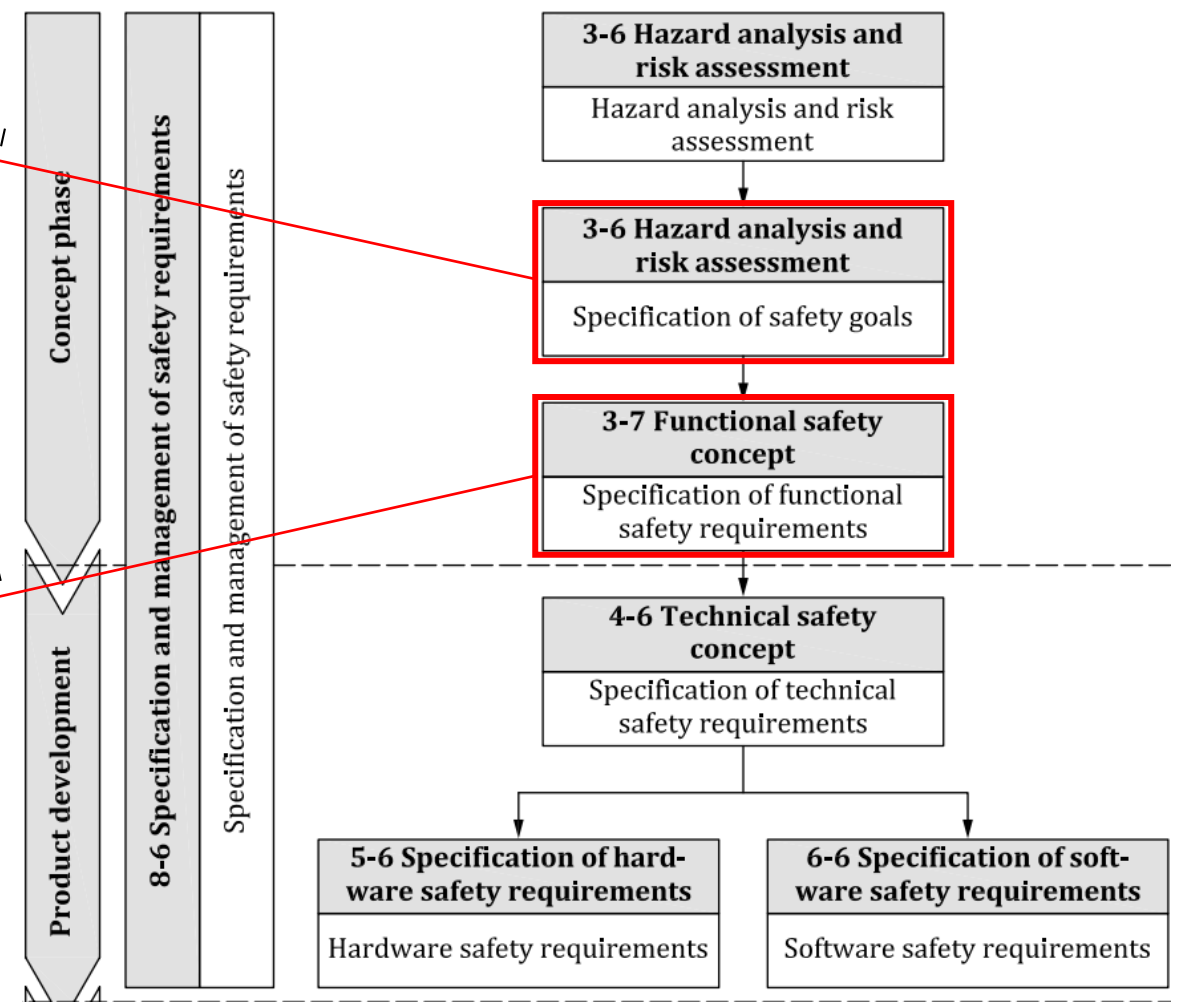 3-6 Hazard analysis and
risk assessment
Hazard analysis and risk
assessment
3-6 Hazard analysis and
risk assessment
Specification of safety goals
3-7 Functional safety
concept
Specification of functional
safety requirements
4-6 Technical safety
concept
Specification of technical
safety requirements
5-6 Specification of hard-
ware safety requirements
Hardware safety requirements
6-6 Specification of soft-
ware safety requirements
Software safety requirements
Concept phase
Product development
8-6 Specification and management of safety requirements
Specification and management of safety requirements